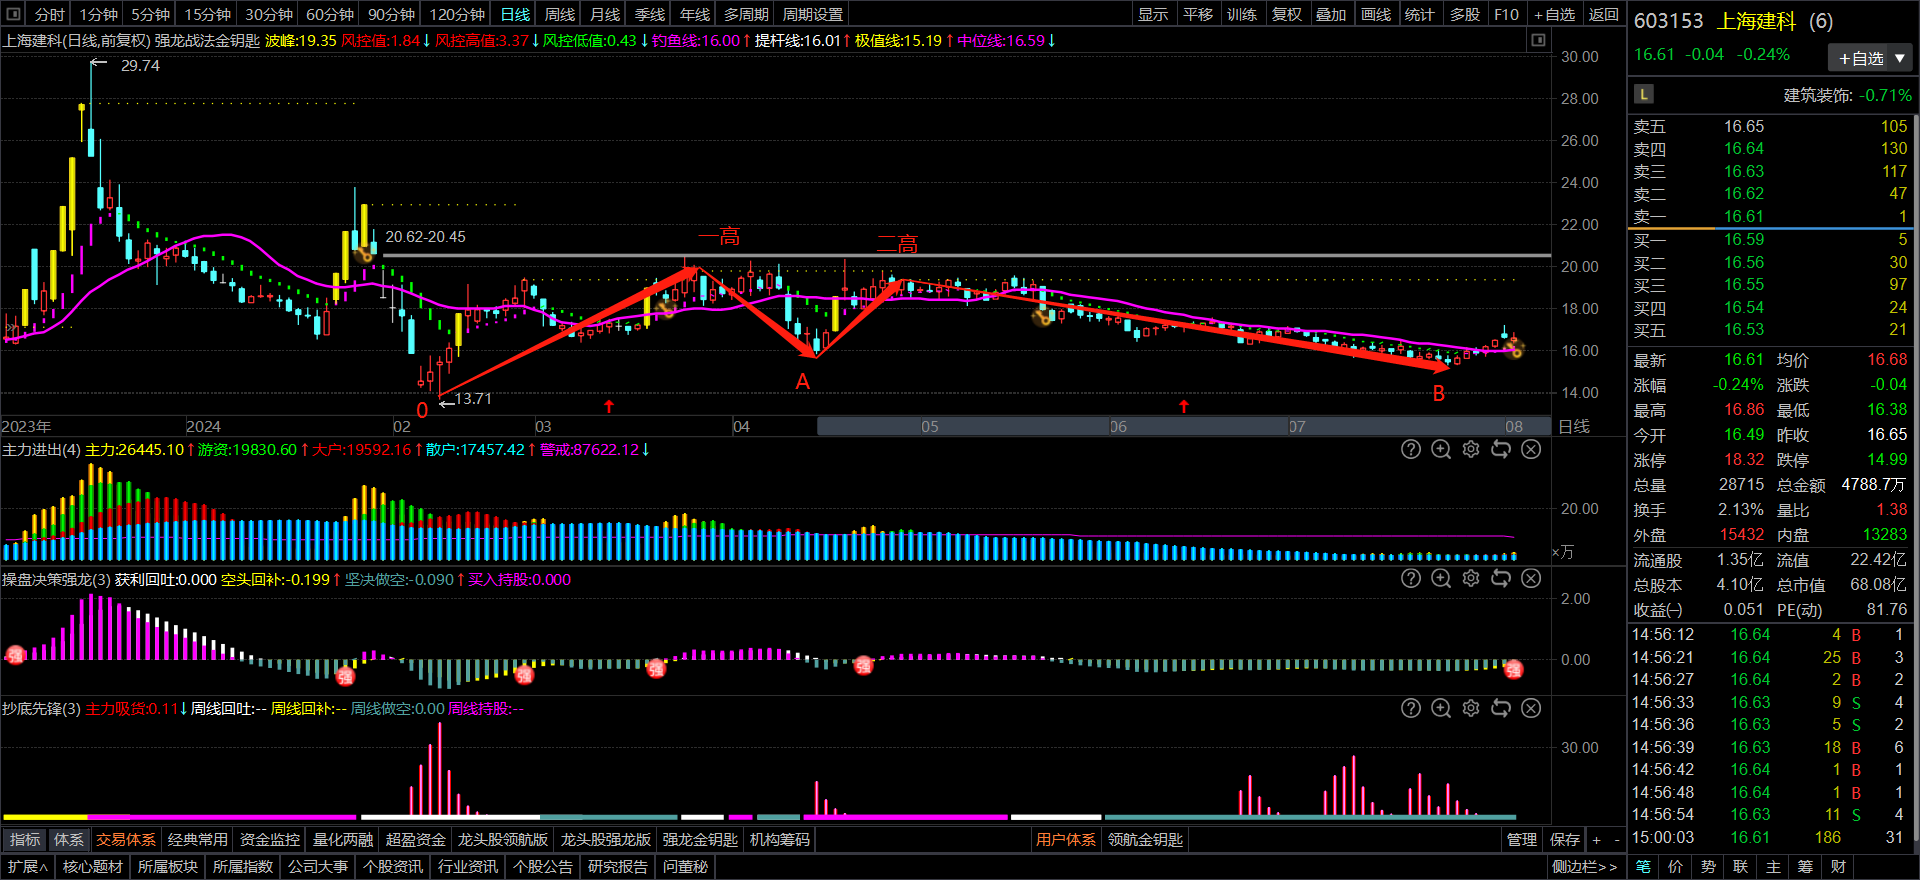 分时 1分钟 5分钟 15分钟 30分钟 60分钟 90分钟 120分钟 日线 周线 月线 季线 年线 多周期 周期设置 显示 平移 训练 复权 叠加 画线 统计 多股 F10 +自选 返回
上海建科(日线,前复权) 强龙战法金钥匙 波峰:19.35 风控值:1.84↓ 风控高值:3.37↓ 风控低值:0.43↓ 钓鱼线:16.00↑ 提杆线:16.01↑ 极值线:15.19↑ 中位线:16.59↓
29.74
20.62-20.45
一高
二高
A
B
0
13.71
30.00
28.00
26.00
24.00
22.00
20.00
18.00
16.00
14.00
2023年 2024 02 03 04 05 06 07 08 日线
主力进出(4) 主力:26445.10↑ 游资:19830.60↑ 大户:19592.16↑ 散户:17457.42↑ 警戒:87622.12↓
20.00
×万
操盘决策强龙(3) 获利回吐:0.000 空头回补:-0.199↑ 坚决做空:-0.090↑ 买入持股:0.000
2.00
0.00
强 强 强 强 强 强
抄底先锋(3) 主力吸货:0.11↓ 周线回吐:-- 周线回补:-- 周线做空:0.00 周线持股:--
30.00
指标 体系 交易体系 经典常用 资金监控 量化两融 超盈资金 龙头股领航版 龙头股强龙版 强龙金钥匙 机构筹码 用户体系 领航金钥匙 管理 保存 + -
扩展∧ 核心题材 所属板块 所属指数 公司大事 个股资讯 行业资讯 个股公告 研究报告 问董秘 侧边栏>>
603153 上海建科 (6)
16.61 -0.04 -0.24% +自选 ▼
L 建筑装饰: -0.71%
卖五 16.65 105
卖四 16.64 130
卖三 16.63 117
卖二 16.62 47
卖一 16.61 1
买一 16.59 5
买二 16.56 30
买三 16.55 97
买四 16.54 24
买五 16.53 21
最新 16.61 均价 16.68
涨幅 -0.24% 涨跌 -0.04
最高 16.86 最低 16.38
今开 16.49 昨收 16.65
涨停 18.32 跌停 14.99
总量 28715 总金额 4788.7万
换手 2.13% 量比 1.38
外盘 15432 内盘 13283
流通股 1.35亿 流值 22.42亿
总股本 4.10亿 总市值 68.08亿
收益(一) 0.051 PE(动) 81.76
14:56:12 16.64 4 B 1
14:56:21 16.64 25 B 3
14:56:27 16.64 2 B 2
14:56:33 16.63 9 S 4
14:56:36 16.63 5 S 2
14:56:39 16.63 18 B 6
14:56:42 16.64 1 B 1
14:56:48 16.64 1 B 1
14:56:54 16.63 11 S 4
15:00:03 16.61 186 31
笔 价 势 联 主 筹 财